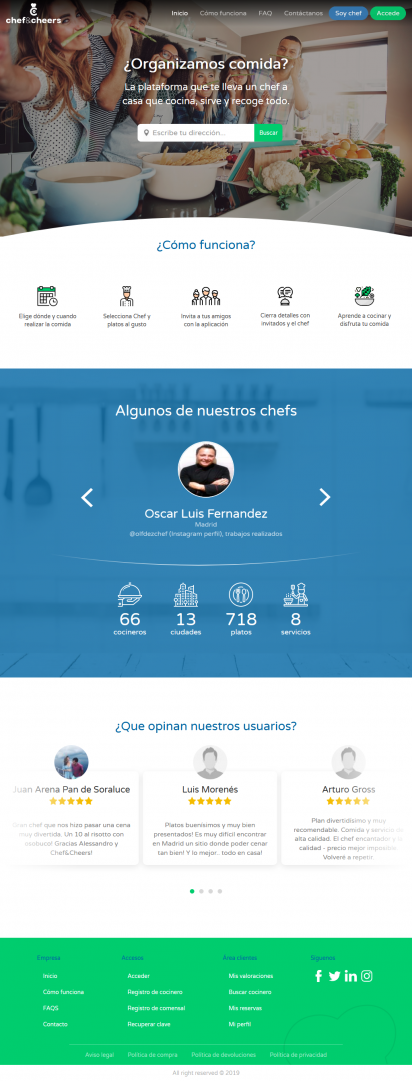 chef&cheers
Inicio Cómo funciona FAQ Contáctanos Soy chef Accede
¿Organizamos comida?
La plataforma que te lleva un chef a
casa que cocina, sirve y recoge todo.
Escribe tu dirección... Buscar
¿Cómo funciona?
Elige dónde y cuando
realizar la comida
Selecciona Chef y
platos al gusto
Invita a tus amigos
con la aplicación
Cierra detalles con
invitados y el chef
Aprende a cocinar y
disfruta tu comida
Algunos de nuestros chefs
Oscar Luis Fernandez
Madrid
@olfdezchef (Instagram perfil), trabajos realizados
66
cocineros
13
ciudades
718
platos
8
servicios
¿Que opinan nuestros usuarios?
Juan Arena Pan de Soraluce
Gran chef que nos hizo pasar una cena
muy divertida. Un 10 al risotto con
ossobuco! Gracias Alessandro y
Chef&Cheers!
Luis Morenés
Platos buenísimos y muy bien
presentados! Es muy difícil encontrar
en Madrid un sitio donde poder cenar
tan bien! Y lo mejor.. todo en casa!
Arturo Gross
Plan divertidísimo y muy
recomendable. Comida y servicio de
alta calidad. El chef encantador y la
calidad - precio mejor imposible.
Volveré a repetir
Empresa
Inicio
Cómo funciona
FAQS
Contacto
Accesos
Acceder
Registro de cocinero
Registro de comensal
Recuperar clave
Área clientes
Mis valoraciones
Buscar cocinero
Mis reservas
Mi perfil
Síguenos
Aviso legal Política de compra Política de devoluciones Política de privacidad
All right reserved © 2019